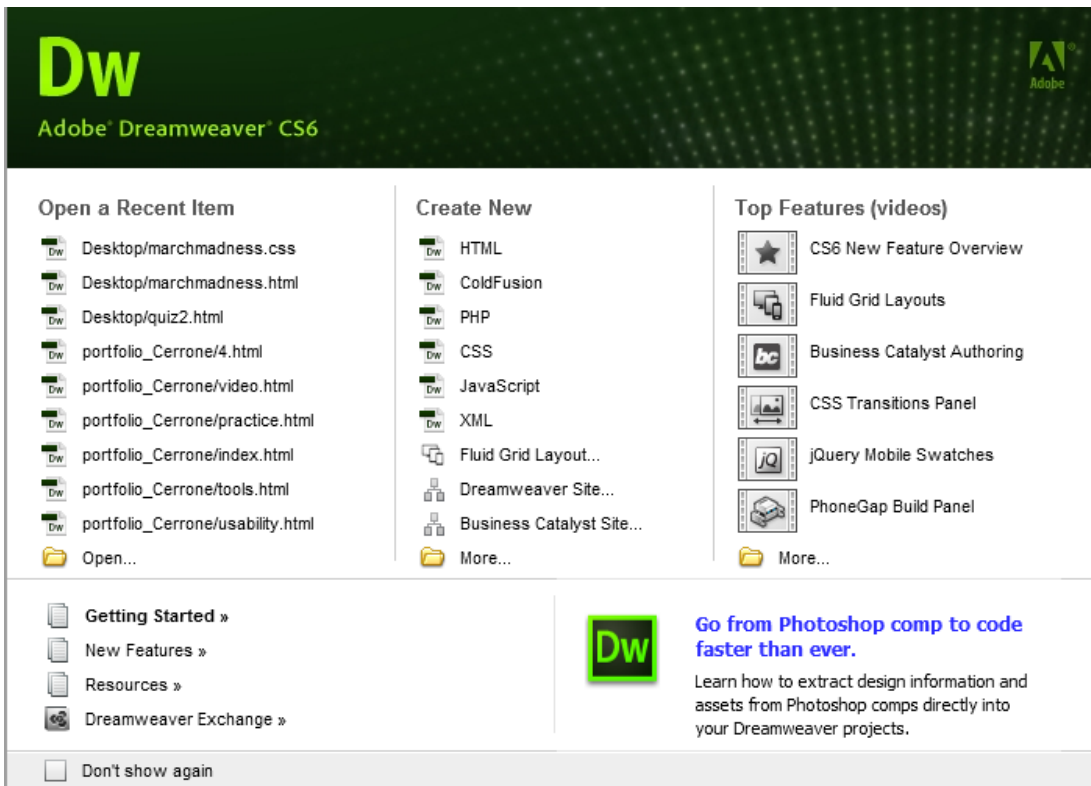 Dw
Adobe® Dreamweaver® CS6
Adobe®
Open a Recent Item
Desktop/marchmadness.css
Desktop/marchmadness.html
Desktop/quiz2.html
portfolio_Cerrone/4.html
portfolio_Cerrone/video.html
portfolio_Cerrone/practice.html
portfolio_Cerrone/index.html
portfolio_Cerrone/tools.html
portfolio_Cerrone/usability.html
Open...
Create New
HTML
ColdFusion
PHP
CSS
JavaScript
XML
Fluid Grid Layout...
Dreamweaver Site...
Business Catalyst Site...
More...
Top Features (videos)
CS6 New Feature Overview
Fluid Grid Layouts
bc
Business Catalyst Authoring
CSS Transitions Panel
jQ
jQuery Mobile Swatches
PhoneGap Build Panel
More...
Getting Started »
New Features »
Resources »
Dreamweaver Exchange »
Dw
Go from Photoshop comp to code
faster than ever.
Learn how to extract design information and
assets from Photoshop comps directly into
your Dreamweaver projects.
Don't show again